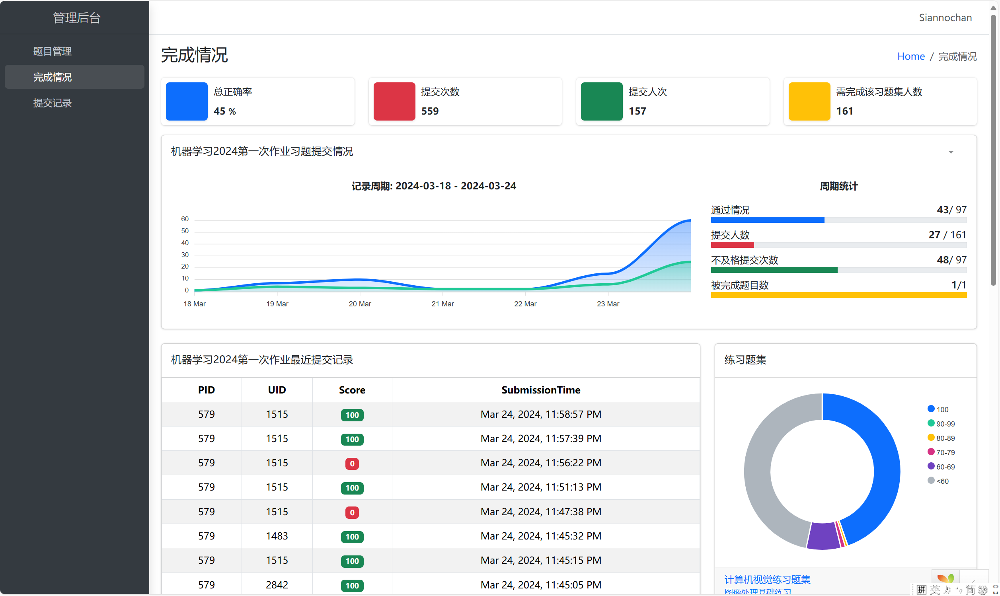 管理后台
Siannochan
题目管理
完成情况
提交记录
完成情况
Home / 完成情况
总正确率
45 %
提交次数
559
提交人次
157
需完成该习题集人数
161
机器学习2024第一次作业习题提交情况
记录周期: 2024-03-18 - 2024-03-24
60
50
40
30
20
10
0
18 Mar 19 Mar 20 Mar 21 Mar 22 Mar 23 Mar
周期统计
通过情况 43/ 97
提交人数 27 / 161
不及格提交次数 48/ 97
被完成题目数 1/1
机器学习2024第一次作业最近提交记录
PID UID Score SubmissionTime
579 1515 100 Mar 24, 2024, 11:58:57 PM
579 1515 100 Mar 24, 2024, 11:57:39 PM
579 1515 0 Mar 24, 2024, 11:56:22 PM
579 1515 100 Mar 24, 2024, 11:51:13 PM
579 1515 0 Mar 24, 2024, 11:47:38 PM
579 1483 100 Mar 24, 2024, 11:45:32 PM
579 1515 100 Mar 24, 2024, 11:45:15 PM
579 2842 100 Mar 24, 2024, 11:45:05 PM
练习题集
100
90-99
80-89
70-79
60-69
<60
计算机视觉练习题集
图像处理基础练习
拼 英 简